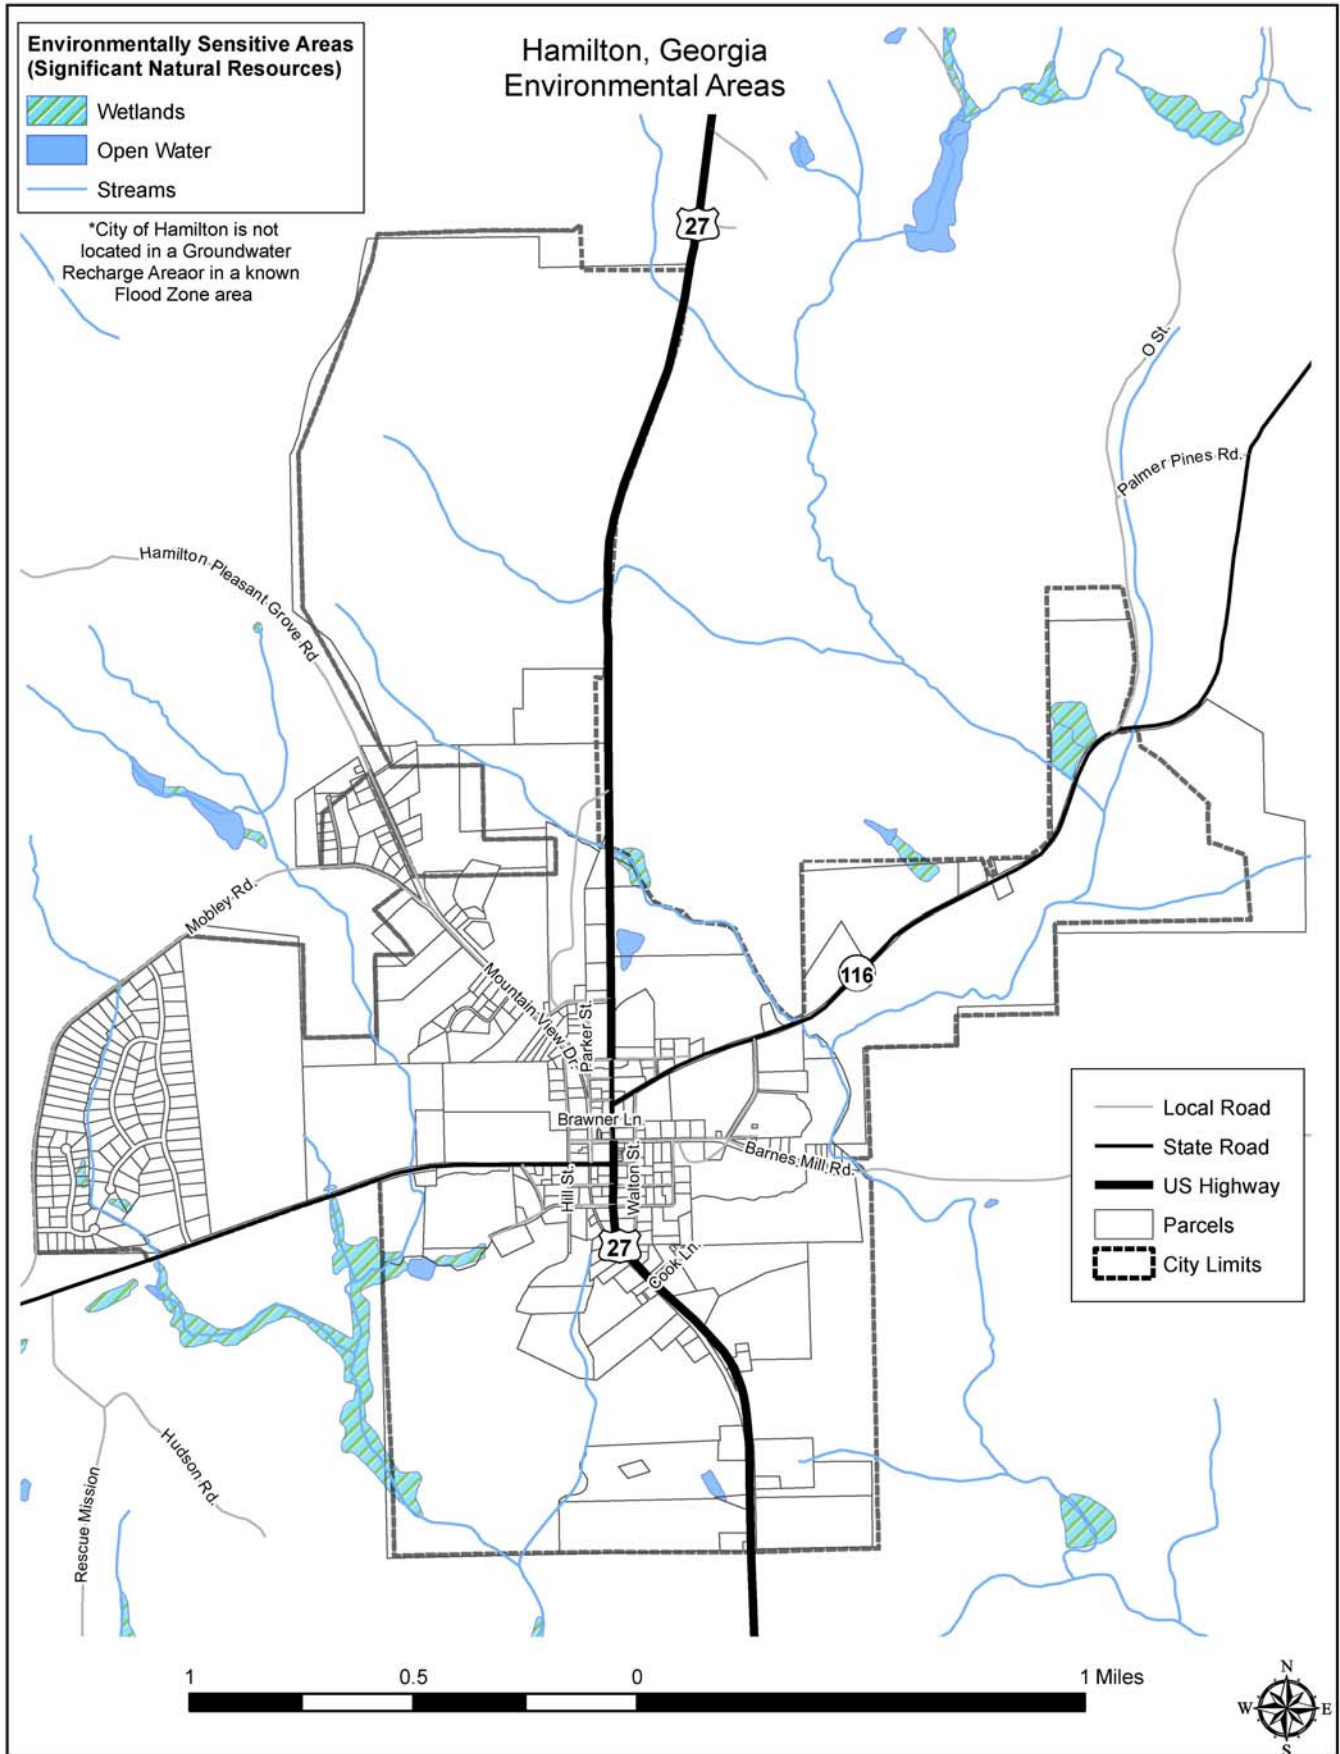 Hamilton, Georgia
Environmental Areas
Environmentally Sensitive Areas
(Significant Natural Resources)
Wetlands
Open Water
Streams
*City of Hamilton is not
located in a Groundwater
Recharge Areaor in a known
Flood Zone area
27
O St.
Palmer Pines Rd.
Hamilton Pleasant Grove Rd
Mobley Rd.
116
Mountain View Dr.
Parker St.
Brawner Ln.
Barnes Mill Rd.
Hill St.
Walton St.
27
Cook Ln.
Local Road
State Road
US Highway
Parcels
City Limits
Hudson Rd.
Rescue Mission
1 0.5 0 1 Miles
N
W E
S